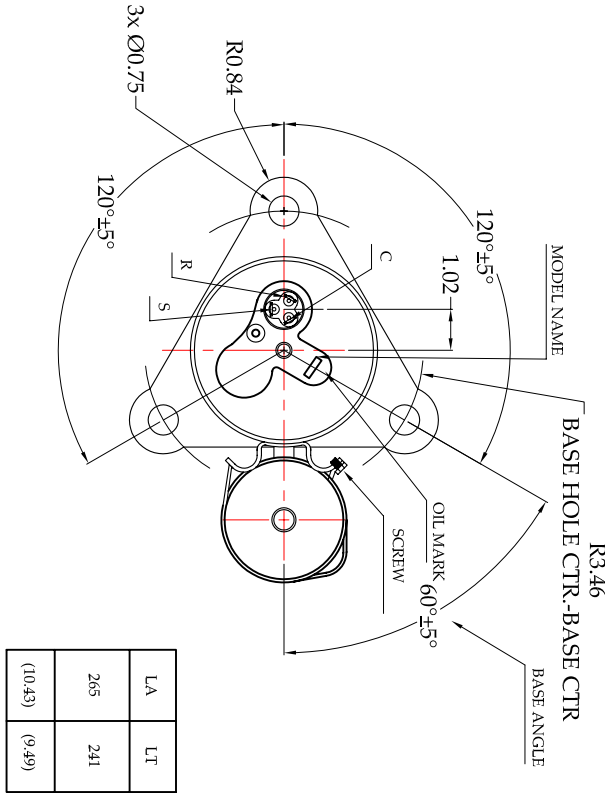 R3.46
BASE HOLE CTR.-BASE CTR
BASE ANGLE
MODEL NAME
120°±5°
1.02
C
60°±5°
OIL MARK
SCREW
R0.84
3x Ø0.75
R
S
120°±5°
LA LT
265 241
(10.43) (9.49)